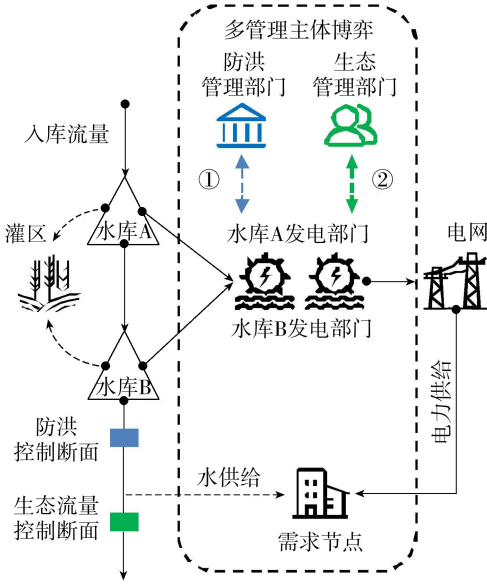 多管理主体博弈
防洪
管理部门
生态
管理部门
入库流量
①
②
水库A
灌区
水库A发电部门
电网
水库B发电部门
水库B
电力供给
防洪
控制断面
水供给
生态流量
控制断面
需求节点